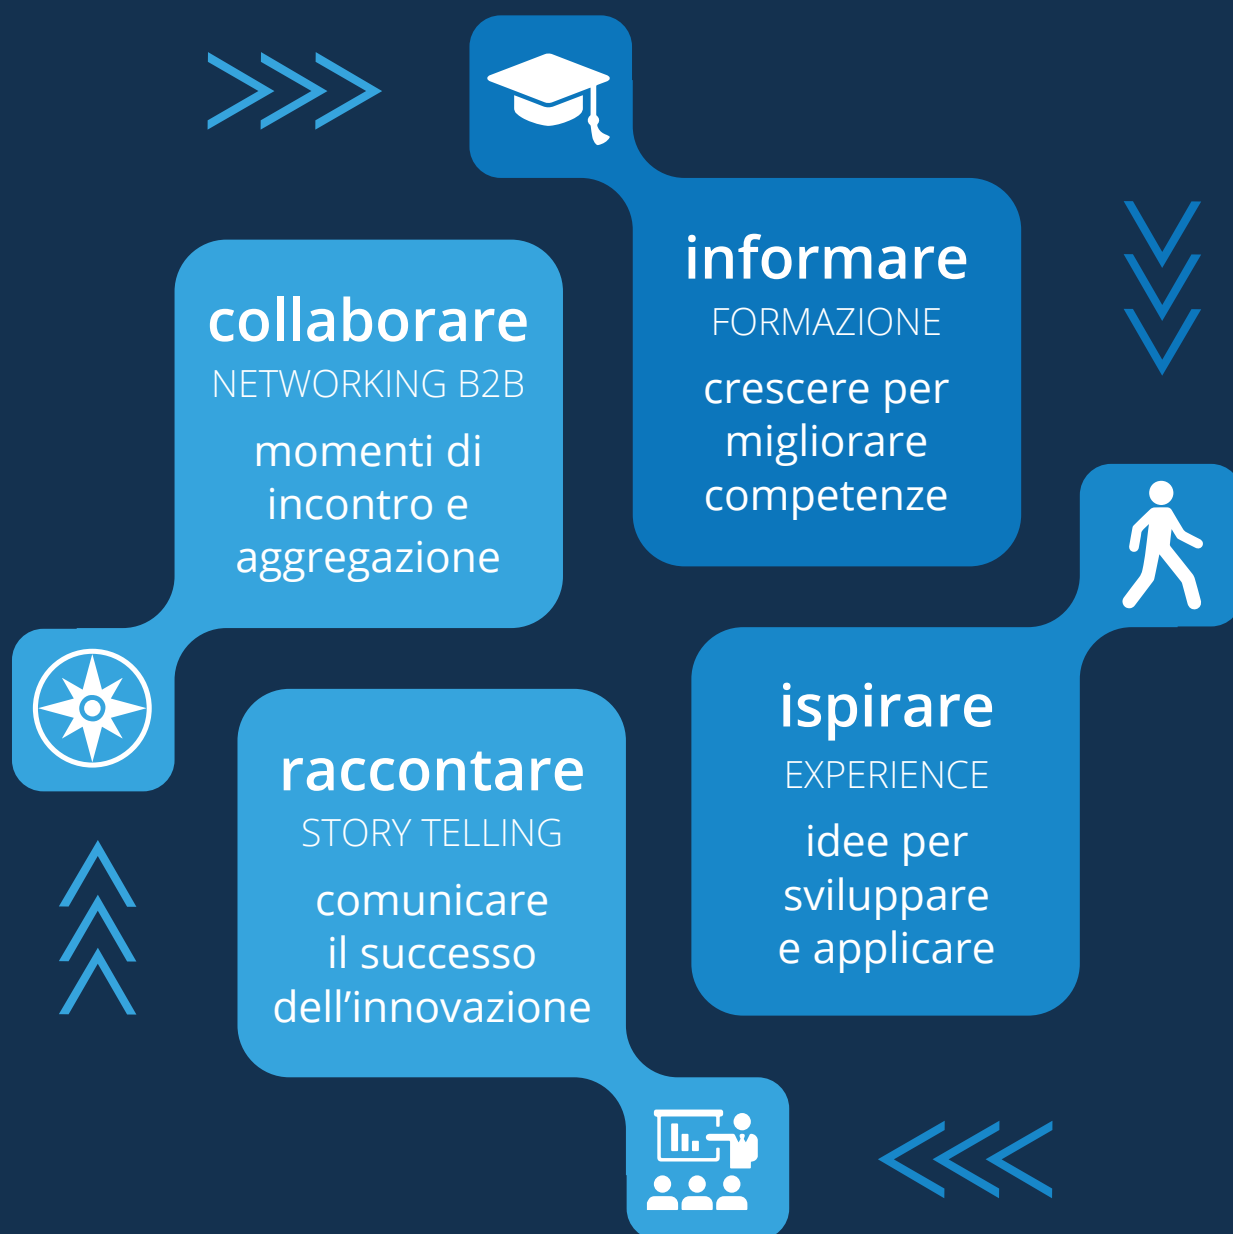 informare
FORMAZIONE
crescere per
migliorare
competenze
collaborare
NETWORKING B2B
momenti di
incontro e
aggregazione
ispirare
EXPERIENCE
idee per
sviluppare
e applicare
raccontare
STORY TELLING
comunicare
il successo
dell’innovazione